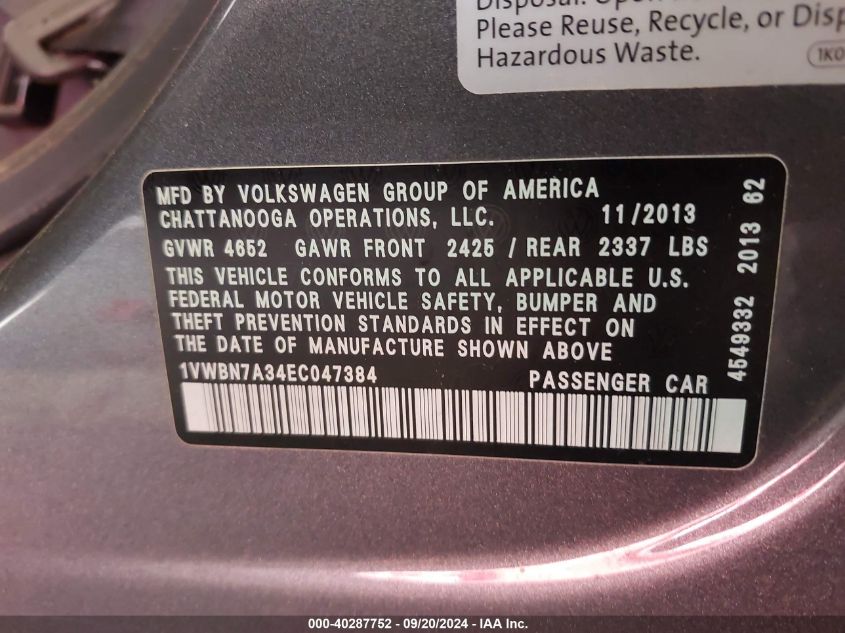 Please Reuse, Recycle, or Disp
Hazardous Waste.
1K0
MFD BY VOLKSWAGEN GROUP OF AMERICA
CHATTANOOGA OPERATIONS, LLC. 11/2013
GVWR 4652 GAWR FRONT 2425 / REAR 2337 LBS
THIS VEHICLE CONFORMS TO ALL APPLICABLE U.S.
FEDERAL MOTOR VEHICLE SAFETY, BUMPER AND
THEFT PREVENTION STANDARDS IN EFFECT ON
THE DATE OF MANUFACTURE SHOWN ABOVE
1VWBN7A34EC047384 PASSENGER CAR
4549332 2013 62
000-40287752 - 09/20/2024 - IAA Inc.